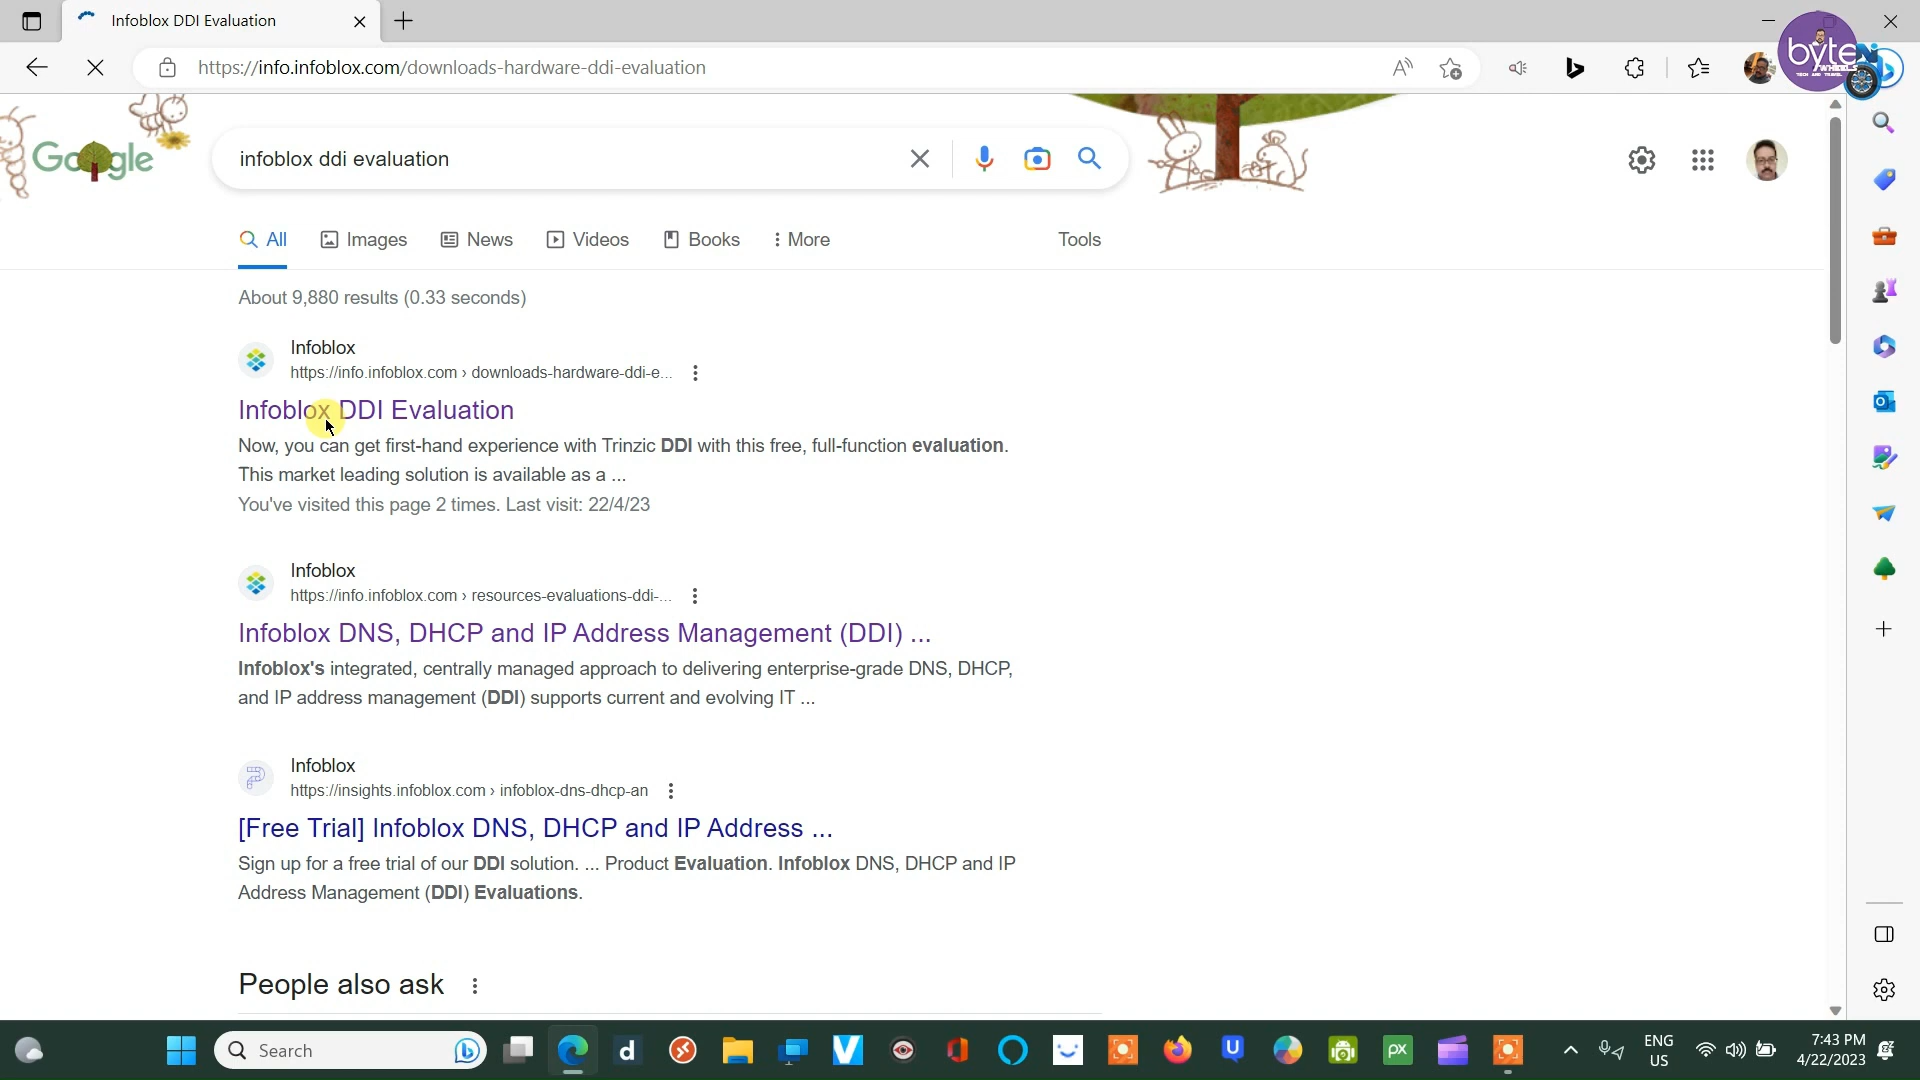 Infoblox DDI Evaluation
https://info.infoblox.com/downloads-hardware-ddi-evaluation
byte
WHEELS
TECH AND TRAVEL
Google
infoblox ddi evaluation
All
Images
News
Videos
Books
More
Tools
About 9,880 results (0.33 seconds)
Infoblox
https://info.infoblox.com › downloads-hardware-ddi-e...
Infoblox DDI Evaluation
Now, you can get first-hand experience with Trinzic DDI with this free, full-function evaluation.
This market leading solution is available as a ...
You've visited this page 2 times. Last visit: 22/4/23
Infoblox
https://info.infoblox.com › resources-evaluations-ddi-...
Infoblox DNS, DHCP and IP Address Management (DDI) ...
Infoblox's integrated, centrally managed approach to delivering enterprise-grade DNS, DHCP,
and IP address management (DDI) supports current and evolving IT ...
Infoblox
https://insights.infoblox.com › infoblox-dns-dhcp-an
[Free Trial] Infoblox DNS, DHCP and IP Address ...
Sign up for a free trial of our DDI solution. ... Product Evaluation. Infoblox DNS, DHCP and IP
Address Management (DDI) Evaluations.
People also ask
Search
ENG
US
7:43 PM
4/22/2023